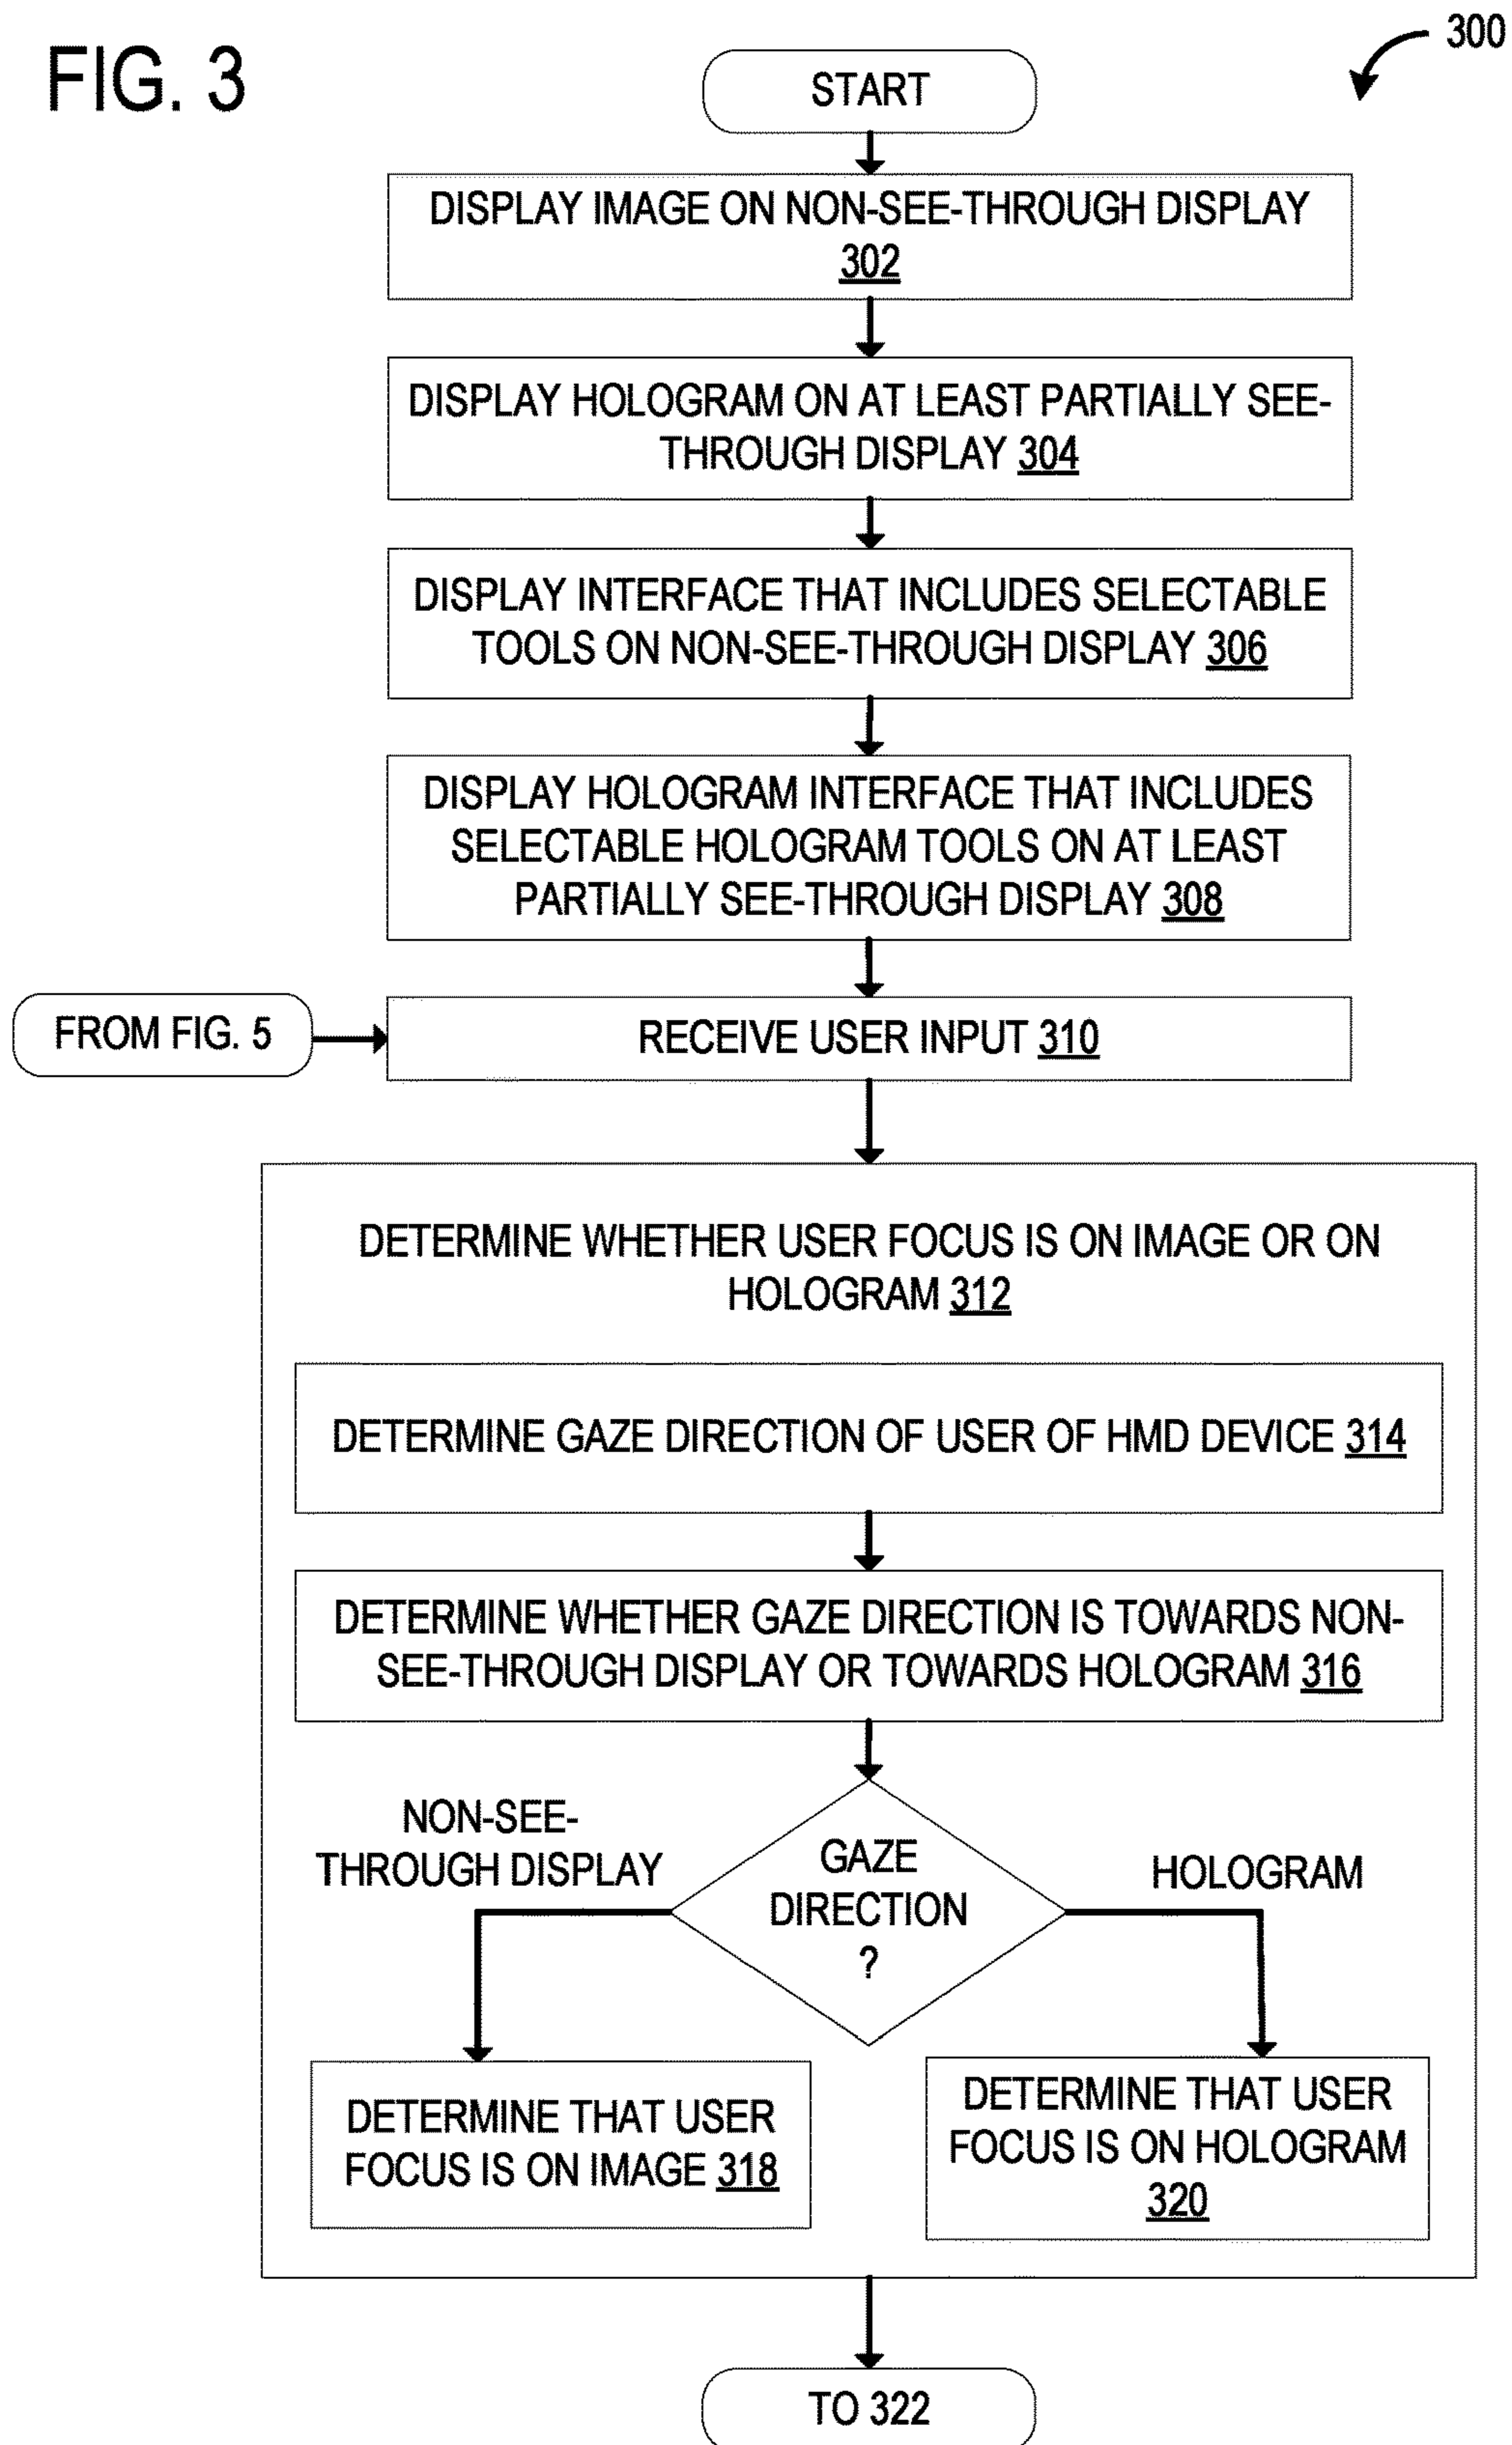 FIG. 3
300
START
DISPLAY IMAGE ON NON-SEE-THROUGH DISPLAY
302
DISPLAY HOLOGRAM ON AT LEAST PARTIALLY SEE-
THROUGH DISPLAY 304
DISPLAY INTERFACE THAT INCLUDES SELECTABLE
TOOLS ON NON-SEE-THROUGH DISPLAY 306
DISPLAY HOLOGRAM INTERFACE THAT INCLUDES
SELECTABLE HOLOGRAM TOOLS ON AT LEAST
PARTIALLY SEE-THROUGH DISPLAY 308
FROM FIG. 5
RECEIVE USER INPUT 310
DETERMINE WHETHER USER FOCUS IS ON IMAGE OR ON
HOLOGRAM 312
DETERMINE GAZE DIRECTION OF USER OF HMD DEVICE 314
DETERMINE WHETHER GAZE DIRECTION IS TOWARDS NON-
SEE-THROUGH DISPLAY OR TOWARDS HOLOGRAM 316
NON-SEE-
THROUGH DISPLAY
GAZE
DIRECTION
?
HOLOGRAM
DETERMINE THAT USER
FOCUS IS ON IMAGE 318
DETERMINE THAT USER
FOCUS IS ON HOLOGRAM
320
TO 322